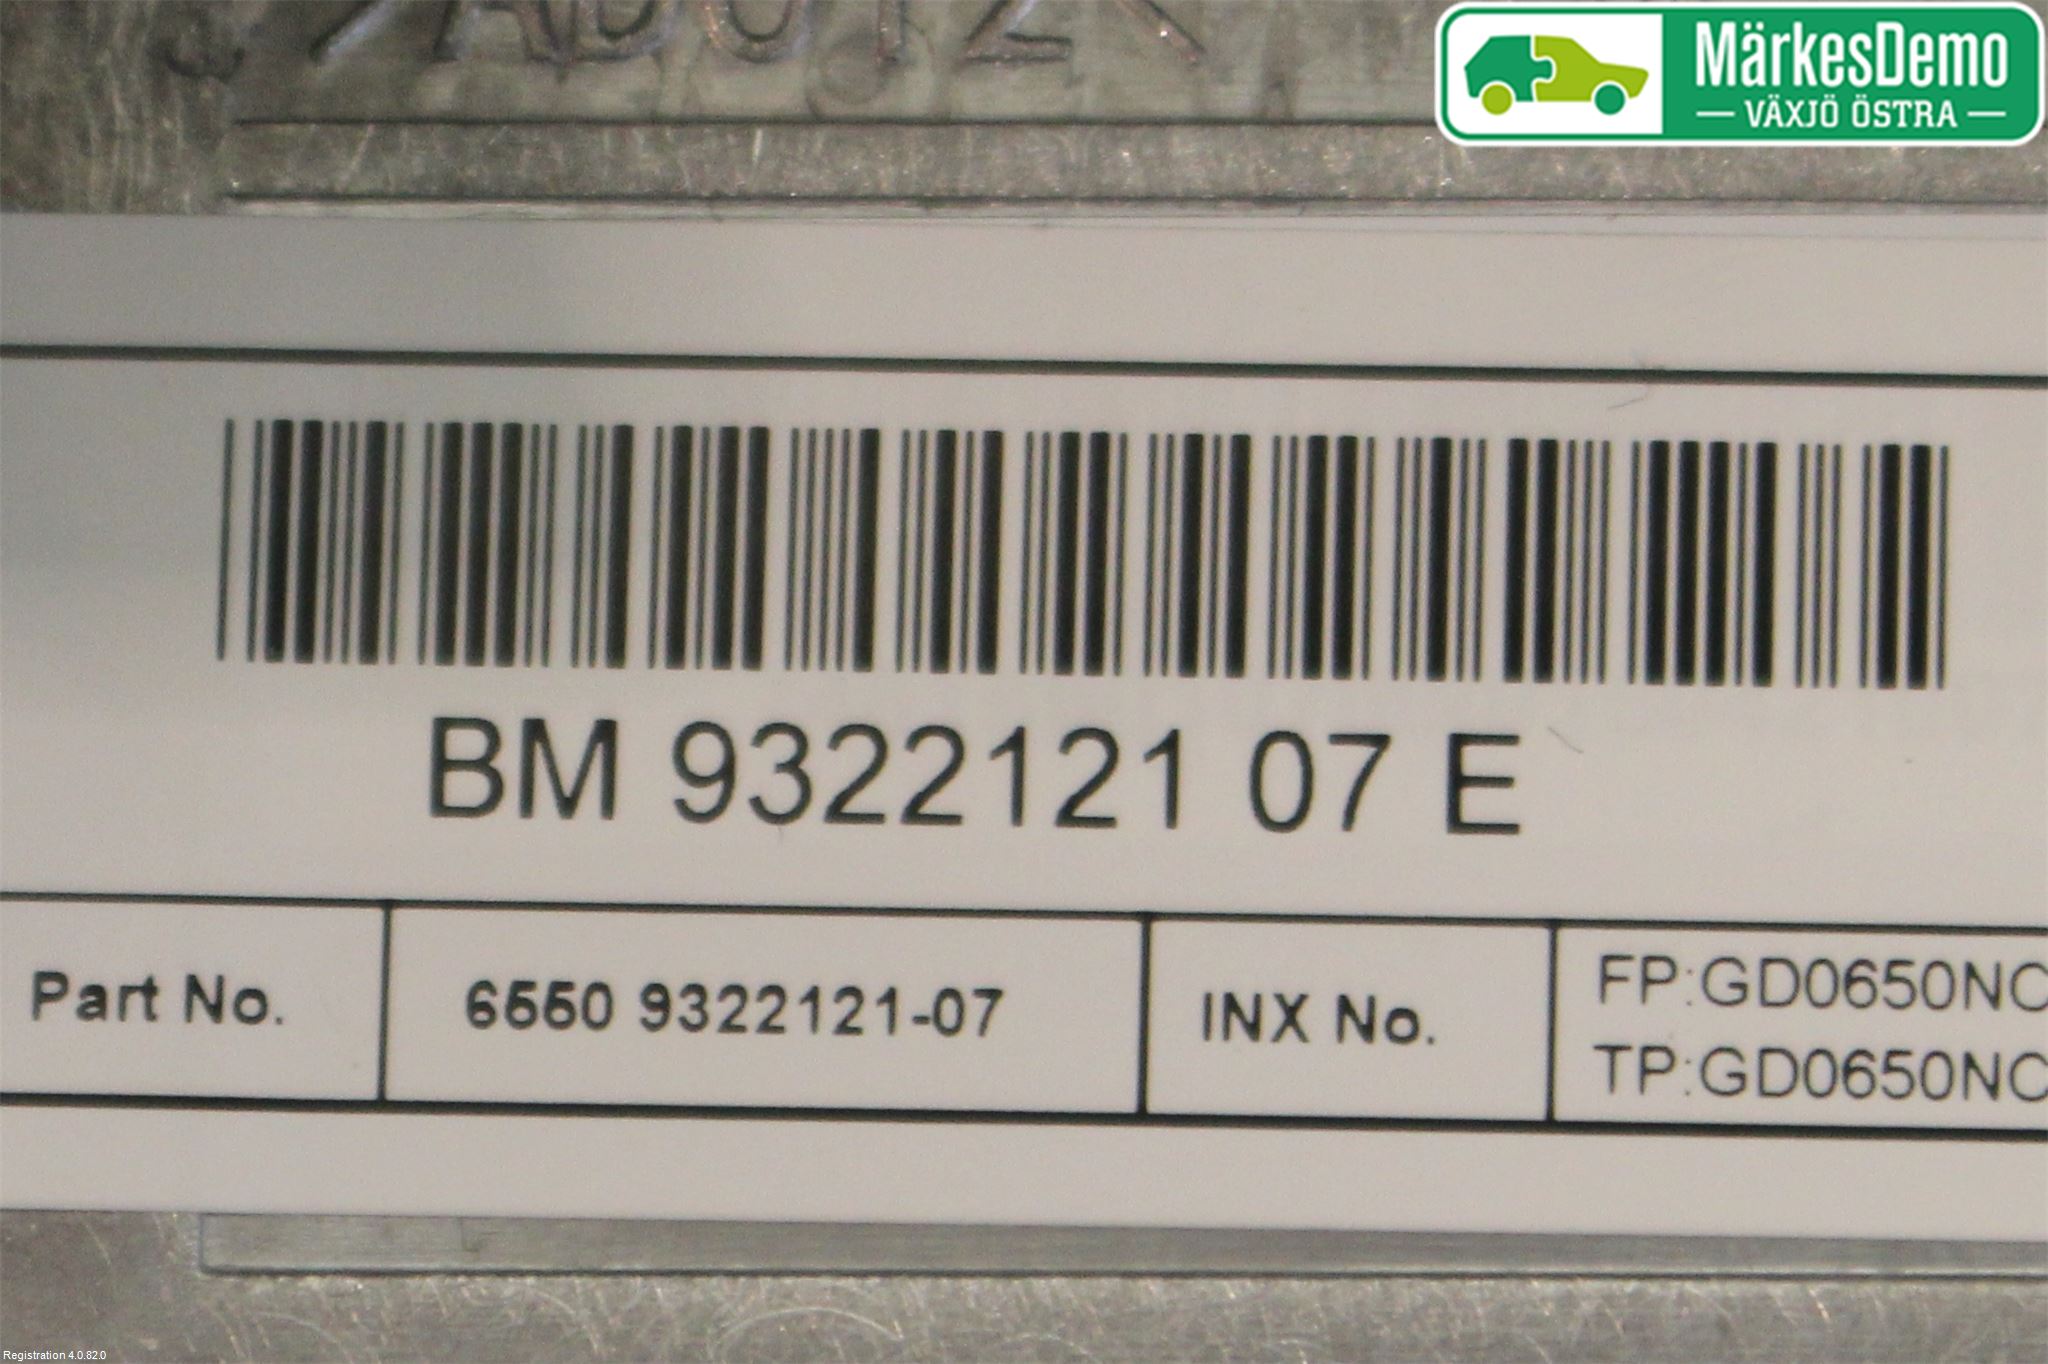 MärkesDemo
VÄXJÖ ÖSTRA
BM 9322121 07 E
Part No.
6550 9322121-07
INX No.
FP:GD0650NC
TP:GD0650NC
Registration 4.0.82.0